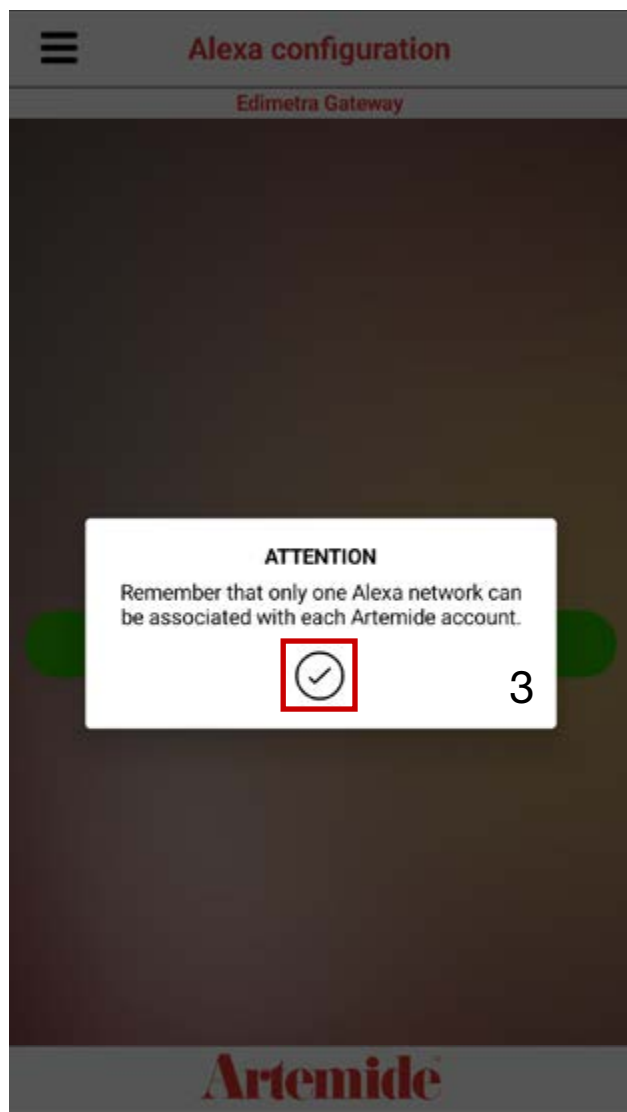 Alexa configuration
Edimetra Gateway
ATTENTION
Remember that only one Alexa network can
be associated with each Artemide account.
3
Artemide